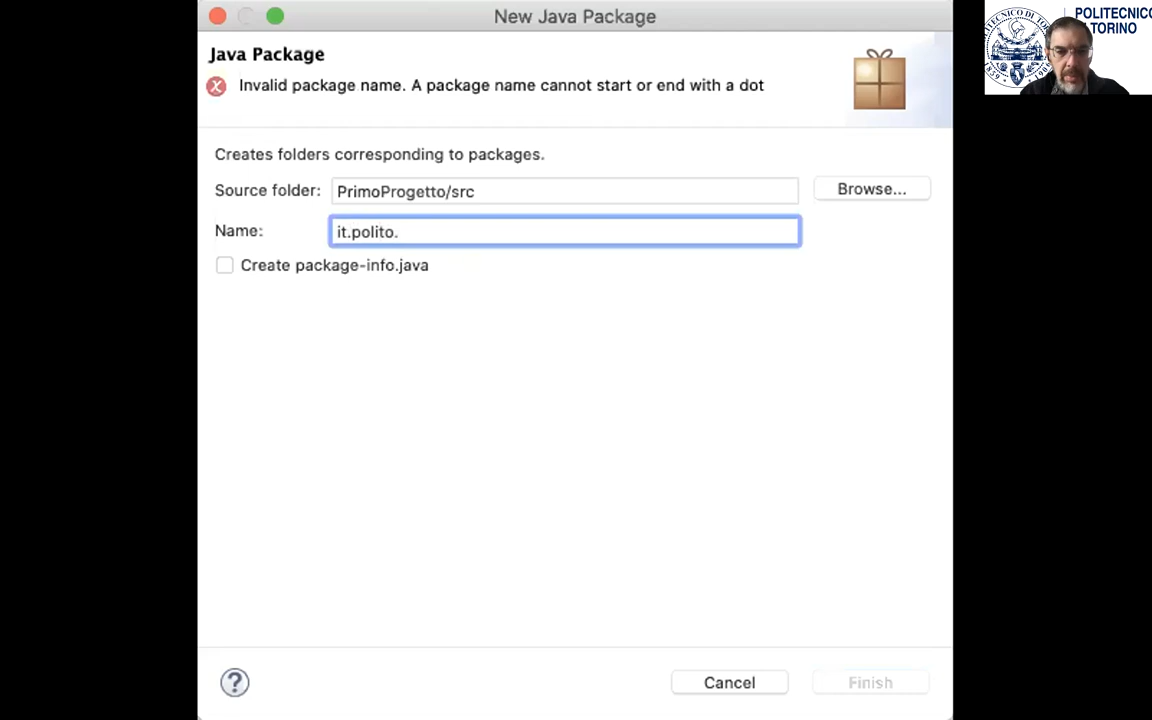 New Java Package
Java Package
Invalid package name. A package name cannot start or end with a dot
Creates folders corresponding to packages.
Source folder: PrimoProgetto/src Browse...
Name: it.polito.
Create package-info.java
? Cancel Finish
POLITECNICO
TORINO